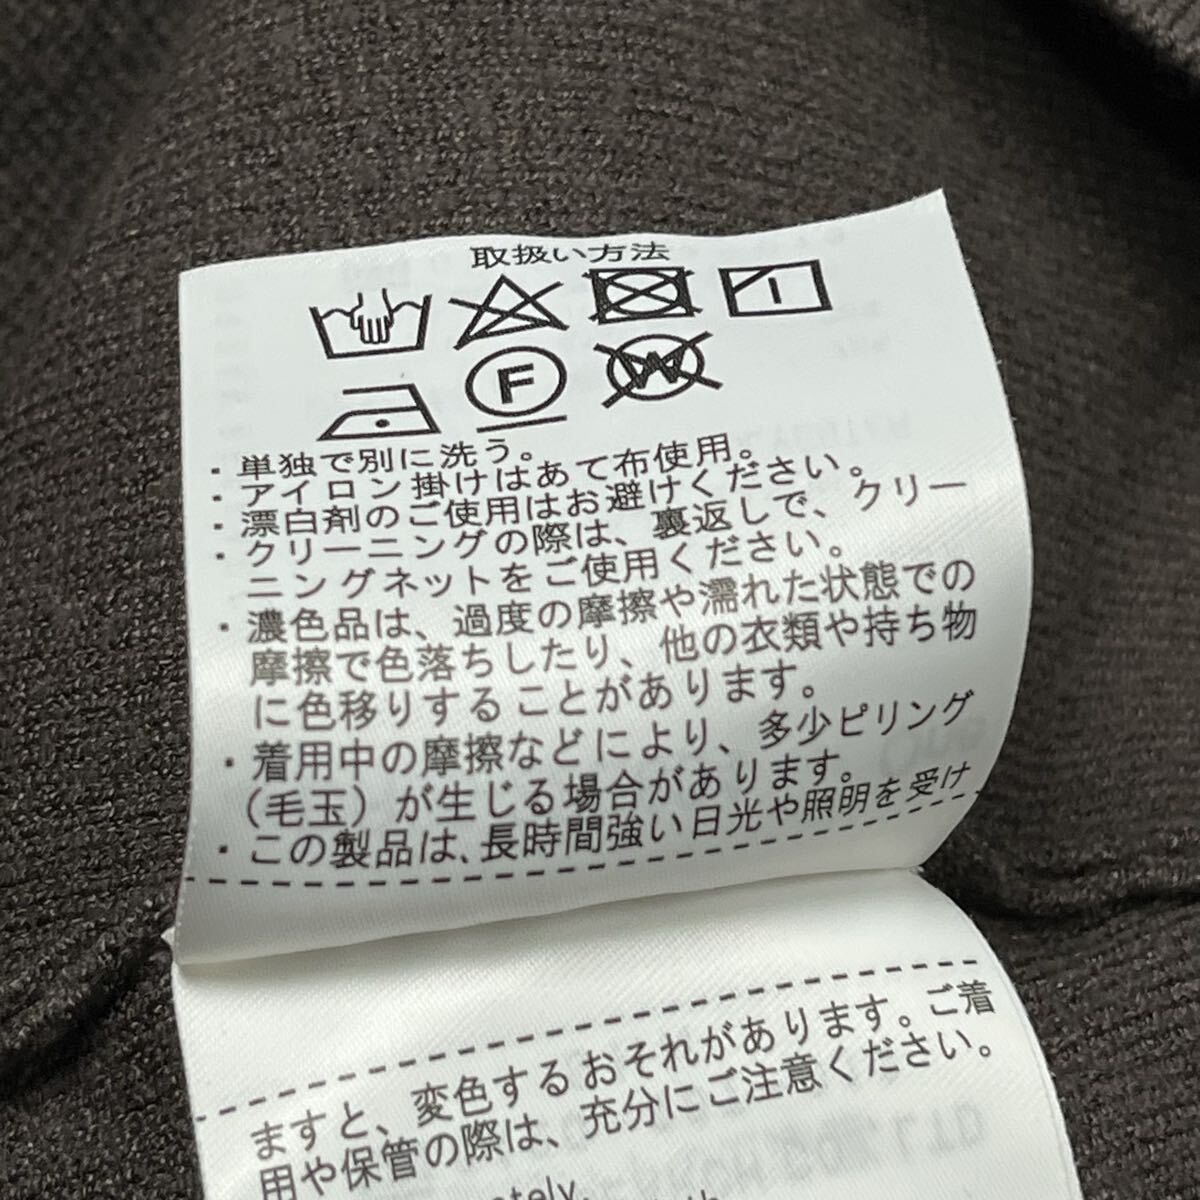 取扱い方法
F
W
・単独で別に洗う。
・アイロン掛けはあて布使用。
・漂白剤のご使用はお避けください。
・クリーニングの際は、裏返しで、クリー
ニングネットをご使用ください。
・濃色品は、過度の摩擦や濡れた状態での
摩擦で色落ちしたり、他の衣類や持ち物
に色移りすることがあります。
・着用中の摩擦などにより、多少ピリング
(毛玉)が生じる場合があります。
・この製品は、長時間強い日光や照明を受け
ますと、変色するおそれがあります。ご着
用や保管の際は、充分にご注意ください。